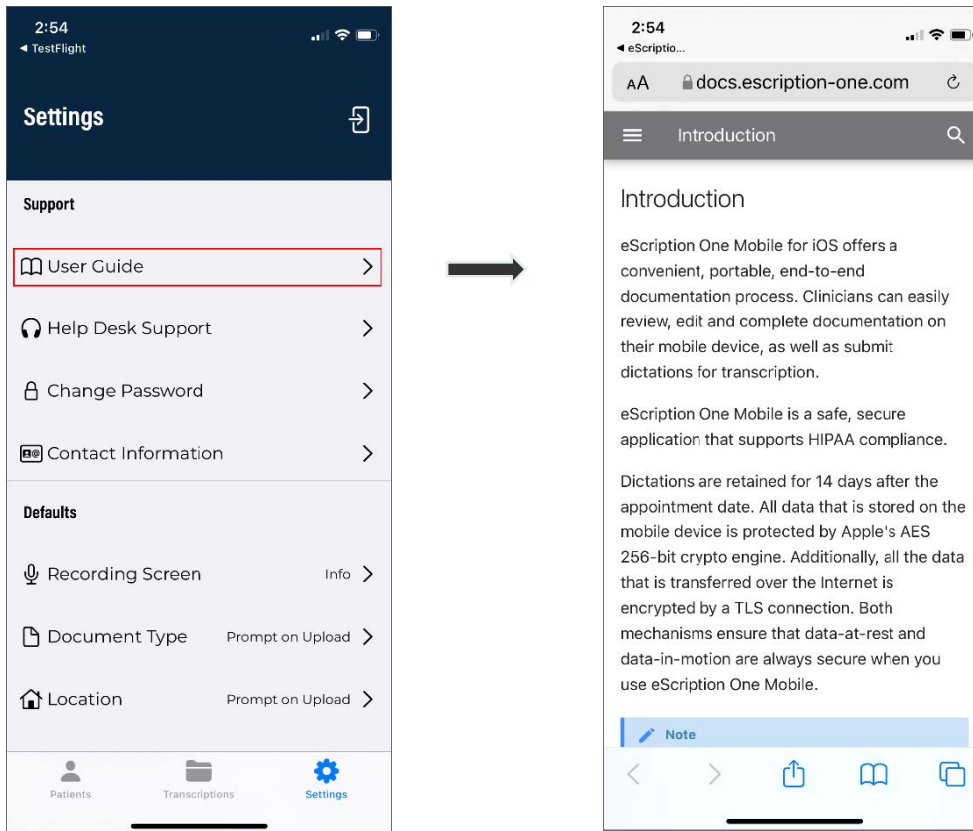 2:54
◄ TestFlight
Settings
Support
User Guide
Help Desk Support
Change Password
Contact Information
Defaults
Recording Screen Info
Document Type Prompt on Upload
Location Prompt on Upload
Patients Transcriptions Settings
2:54
◄ eScriptio...
AA docs.escription-one.com
Introduction
Introduction
eScription One Mobile for iOS offers a
convenient, portable, end-to-end
documentation process. Clinicians can easily
review, edit and complete documentation on
their mobile device, as well as submit
dictations for transcription.
eScription One Mobile is a safe, secure
application that supports HIPAA compliance.
Dictations are retained for 14 days after the
appointment date. All data that is stored on the
mobile device is protected by Apple's AES
256-bit crypto engine. Additionally, all the data
that is transferred over the Internet is
encrypted by a TLS connection. Both
mechanisms ensure that data-at-rest and
data-in-motion are always secure when you
use eScription One Mobile.
Note